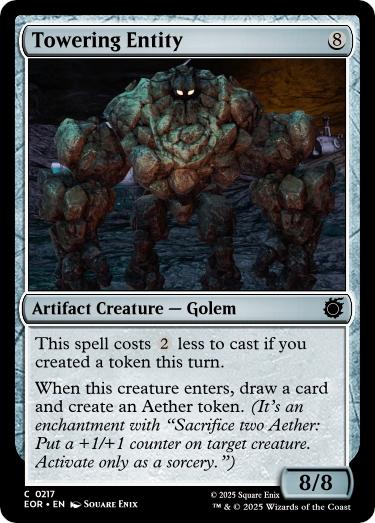 Towering Entity 8
Artifact Creature — Golem
This spell costs 2 less to cast if you
created a token this turn.
When this creature enters, draw a card
and create an Aether token. (It's an
enchantment with “Sacrifice two Aether:
Put a +1/+1 counter on target creature.
Activate only as a sorcery.”)
8/8
C 0217
EOR • EN Square Enix
© 2025 Square Enix
™ & © 2025 Wizards of the Coast